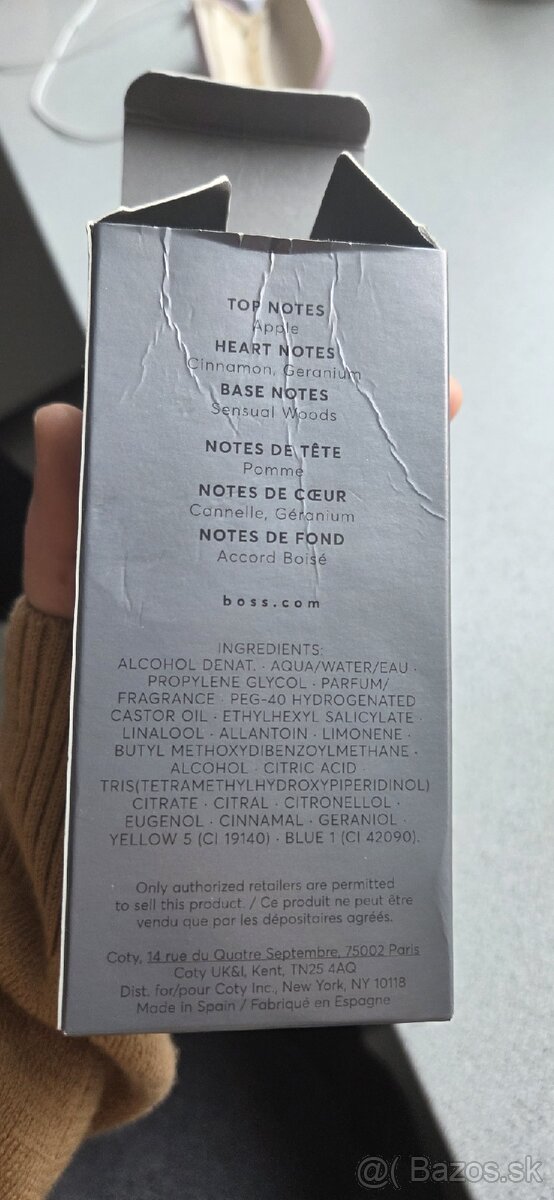 TOP NOTES
Apple
HEART NOTES
Cinnamon, Geranium
BASE NOTES
Sensual Woods
NOTES DE TÊTE
Pomme
NOTES DE CŒUR
Cannelle, Géranium
NOTES DE FOND
Accord Boisé
boss.com
INGREDIENTS:
ALCOHOL DENAT. · AQUA/WATER/EAU ·
PROPYLENE GLYCOL · PARFUM/
FRAGRANCE · PEG-40 HYDROGENATED
CASTOR OIL · ETHYLHEXYL SALICYLATE ·
LINALOOL · ALLANTOIN · LIMONENE ·
BUTYL METHOXYDIBENZOYLMETHANE ·
ALCOHOL · CITRIC ACID ·
TRIS(TETRAMETHYLHYDROXYPIPERIDINOL)
CITRATE · CITRAL · CITRONELLOL ·
EUGENOL · CINNAMAL · GERANIOL ·
YELLOW 5 (CI 19140) · BLUE 1 (CI 42090).
Only authorized retailers are permitted
to sell this product. / Ce produit ne peut être
vendu que par les dépositaires agréés.
Coty, 14 rue du Quatre Septembre, 75002 Paris
Coty UK&I, Kent, TN25 4AQ
Dist. for/pour Coty Inc., New York, NY 10118
Made in Spain / Fabriqué en Espagne
@( Bazos.sk